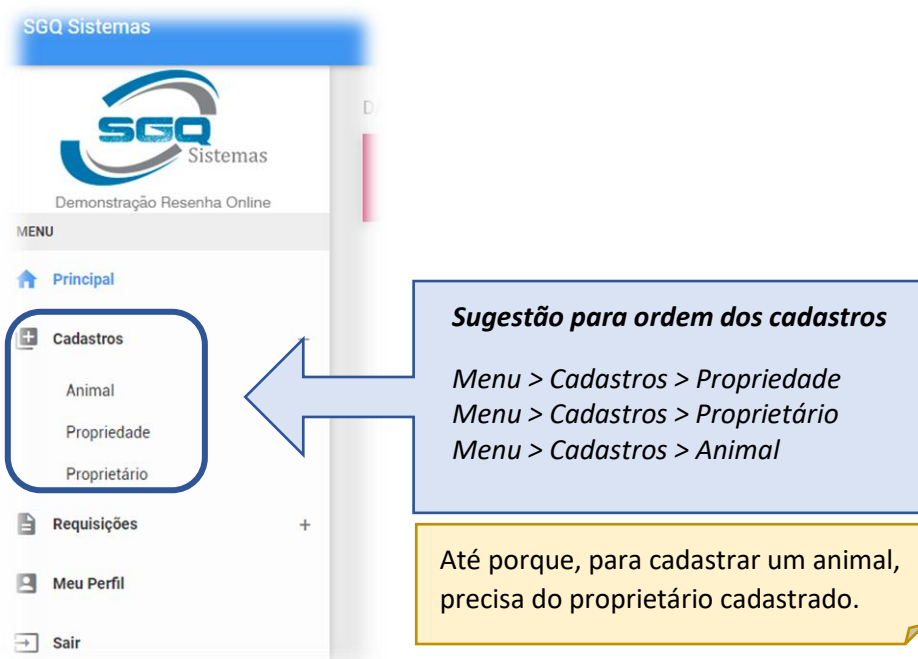 SGQ Sistemas
SGQ
Sistemas
Demonstração Resenha Online
MENU
Principal
Cadastros
Animal
Propriedade
Proprietário
Requisições +
Meu Perfil
Sair
Sugestão para ordem dos cadastros
Menu > Cadastros > Propriedade
Menu > Cadastros > Proprietário
Menu > Cadastros > Animal
Até porque, para cadastrar um animal,
precisa do proprietário cadastrado.